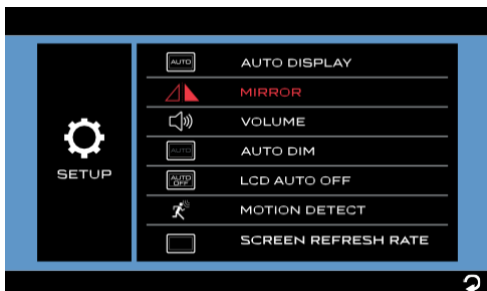 SETUP
AUTO AUTO DISPLAY
MIRROR
VOLUME
AUTO AUTO DIM
AUTO OFF LCD AUTO OFF
MOTION DETECT
SCREEN REFRESH RATE